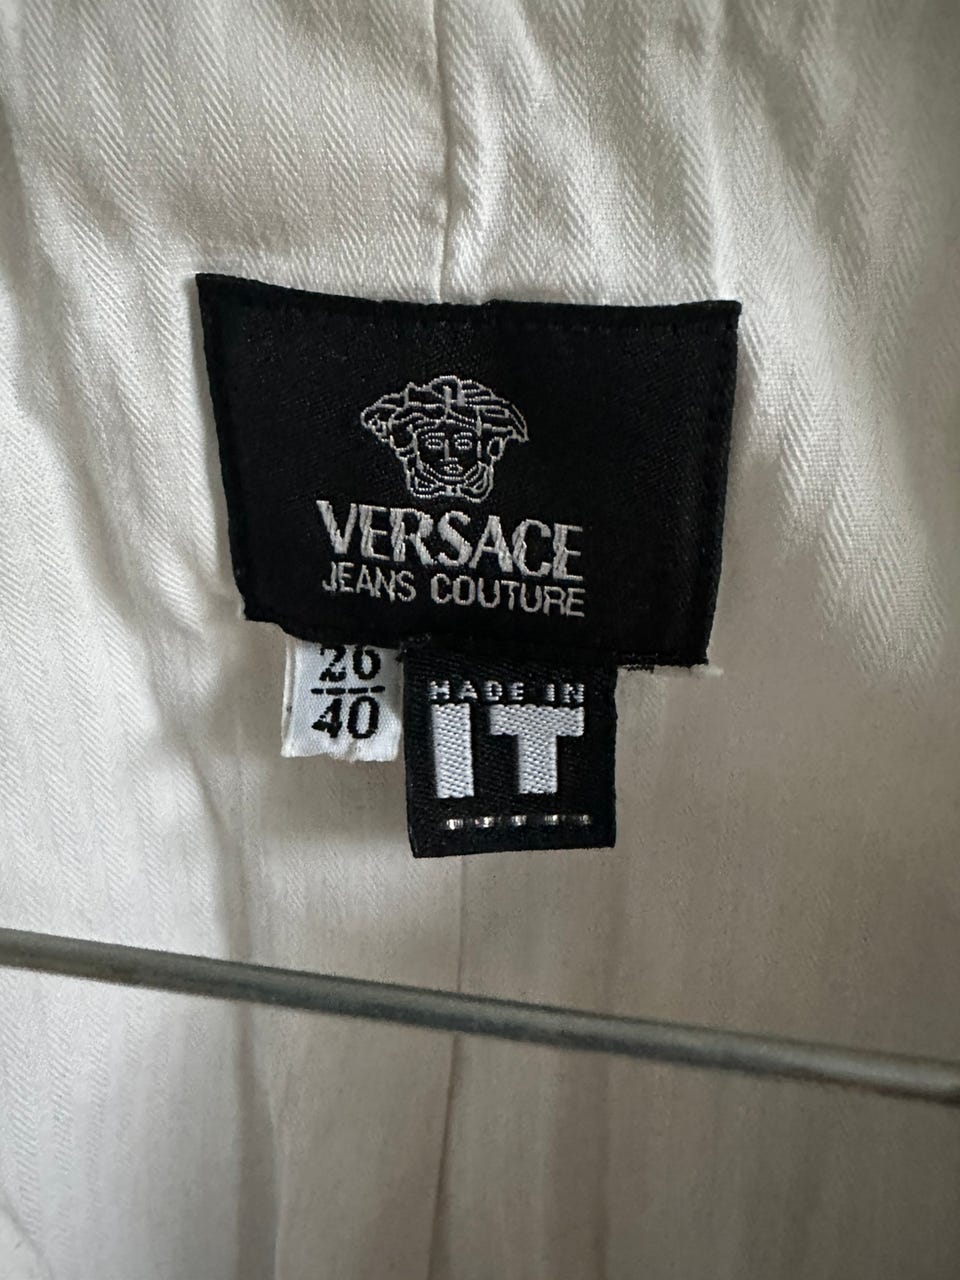 VERSACE
JEANS COUTURE
26
40
MADE IN
IT